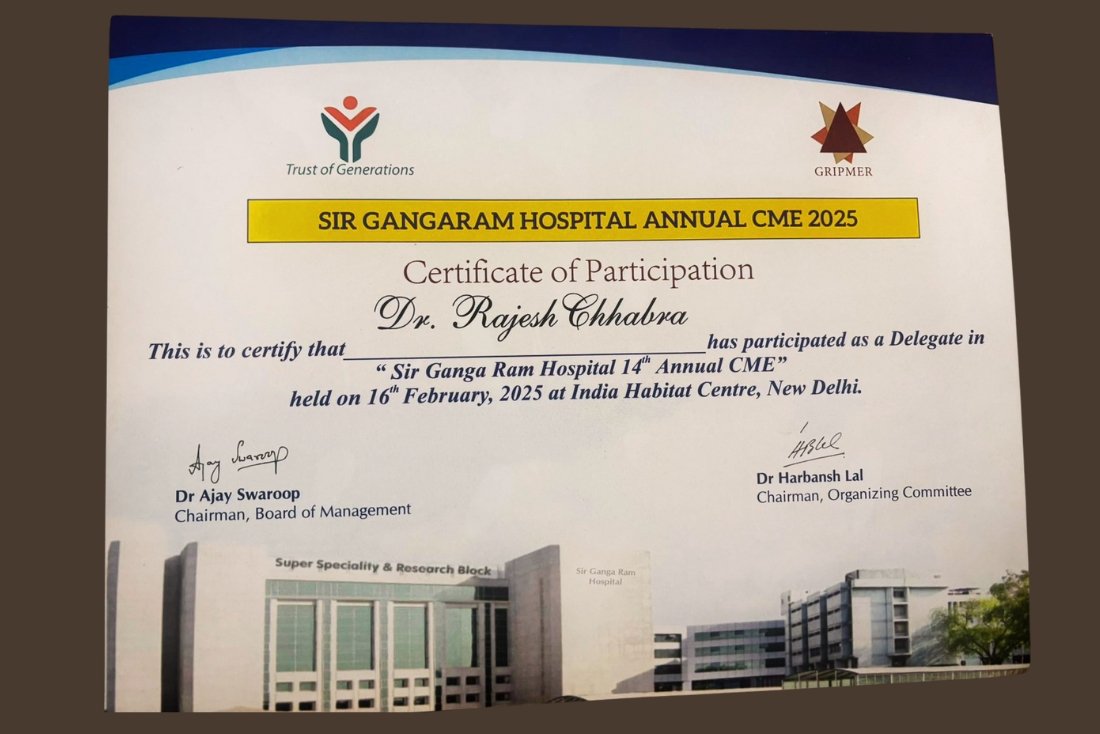 Trust of Generations
GRIPMER
SIR GANGARAM HOSPITAL ANNUAL CME 2025
Certificate of Participation
Dr. Rajesh Chhabra
This is to certify that has participated as a Delegate in
“ Sir Ganga Ram Hospital 14th Annual CME”
held on 16th February, 2025 at India Habitat Centre, New Delhi.
Ajay Swaroop
Dr Ajay Swaroop
Chairman, Board of Management
Dr Harbansh Lal
Chairman, Organizing Committee
Super Speciality & Research Block
Sir Ganga Ram
Hospital